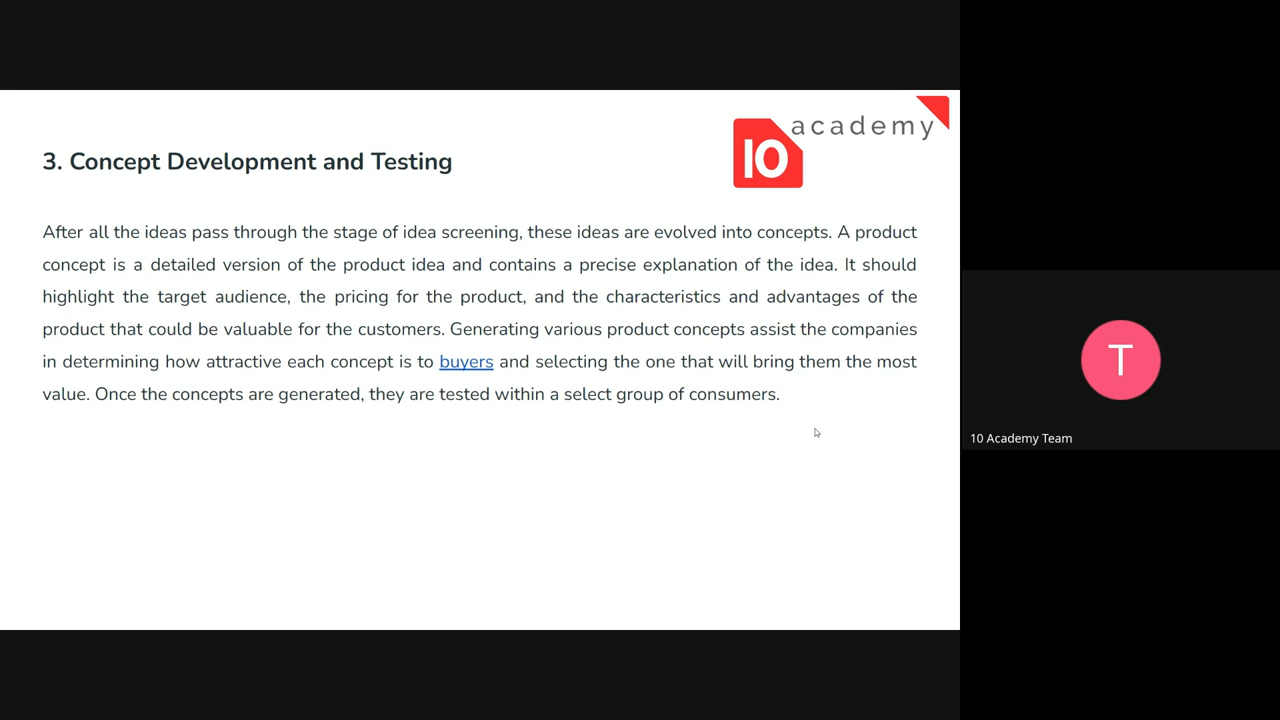 10 academy
3. Concept Development and Testing
After all the ideas pass through the stage of idea screening, these ideas are evolved into concepts. A product
concept is a detailed version of the product idea and contains a precise explanation of the idea. It should
highlight the target audience, the pricing for the product, and the characteristics and advantages of the
product that could be valuable for the customers. Generating various product concepts assist the companies
in determining how attractive each concept is to buyers and selecting the one that will bring them the most
value. Once the concepts are generated, they are tested within a select group of consumers.
T
10 Academy Team